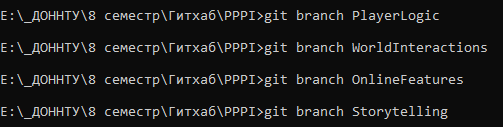 E:\_ДОННТУ\8 семестр\Гитхаб\PPPI>git branch PlayerLogic
E:\_ДОННТУ\8 семестр\Гитхаб\PPPI>git branch WorldInteractions
E:\_ДОННТУ\8 семестр\Гитхаб\PPPI>git branch OnlineFeatures
E:\_ДОННТУ\8 семестр\Гитхаб\PPPI>git branch Storytelling